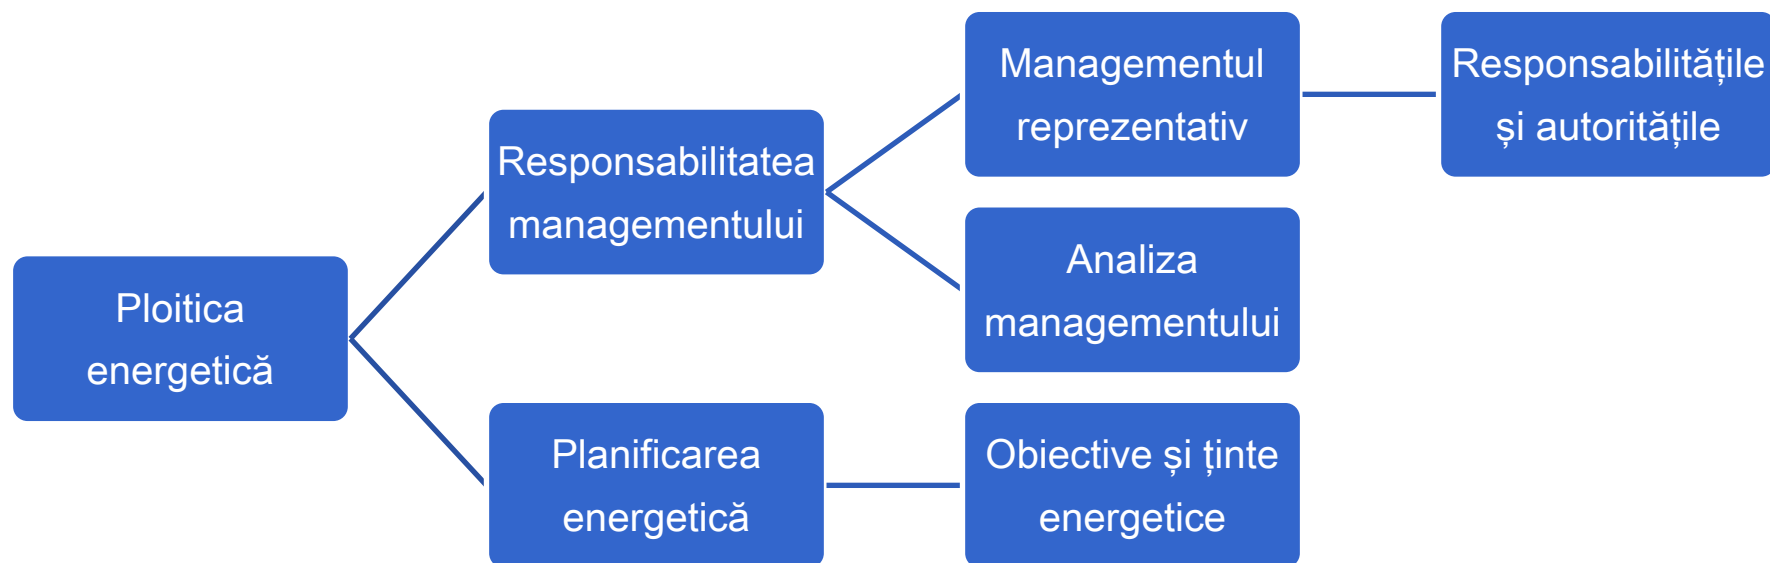 Ploitica
energetică
Responsabilitatea
managementului
Managementul
reprezentativ
Responsabilitățile
și autoritățile
Analiza
managementului
Planificarea
energetică
Obiective și ținte
energetice